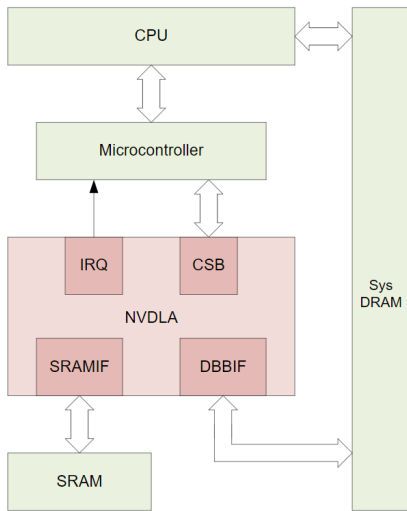 CPU
Microcontroller
IRQ
CSB
NVDLA
SRAMIF
DBBIF
SRAM
Sys
DRAM